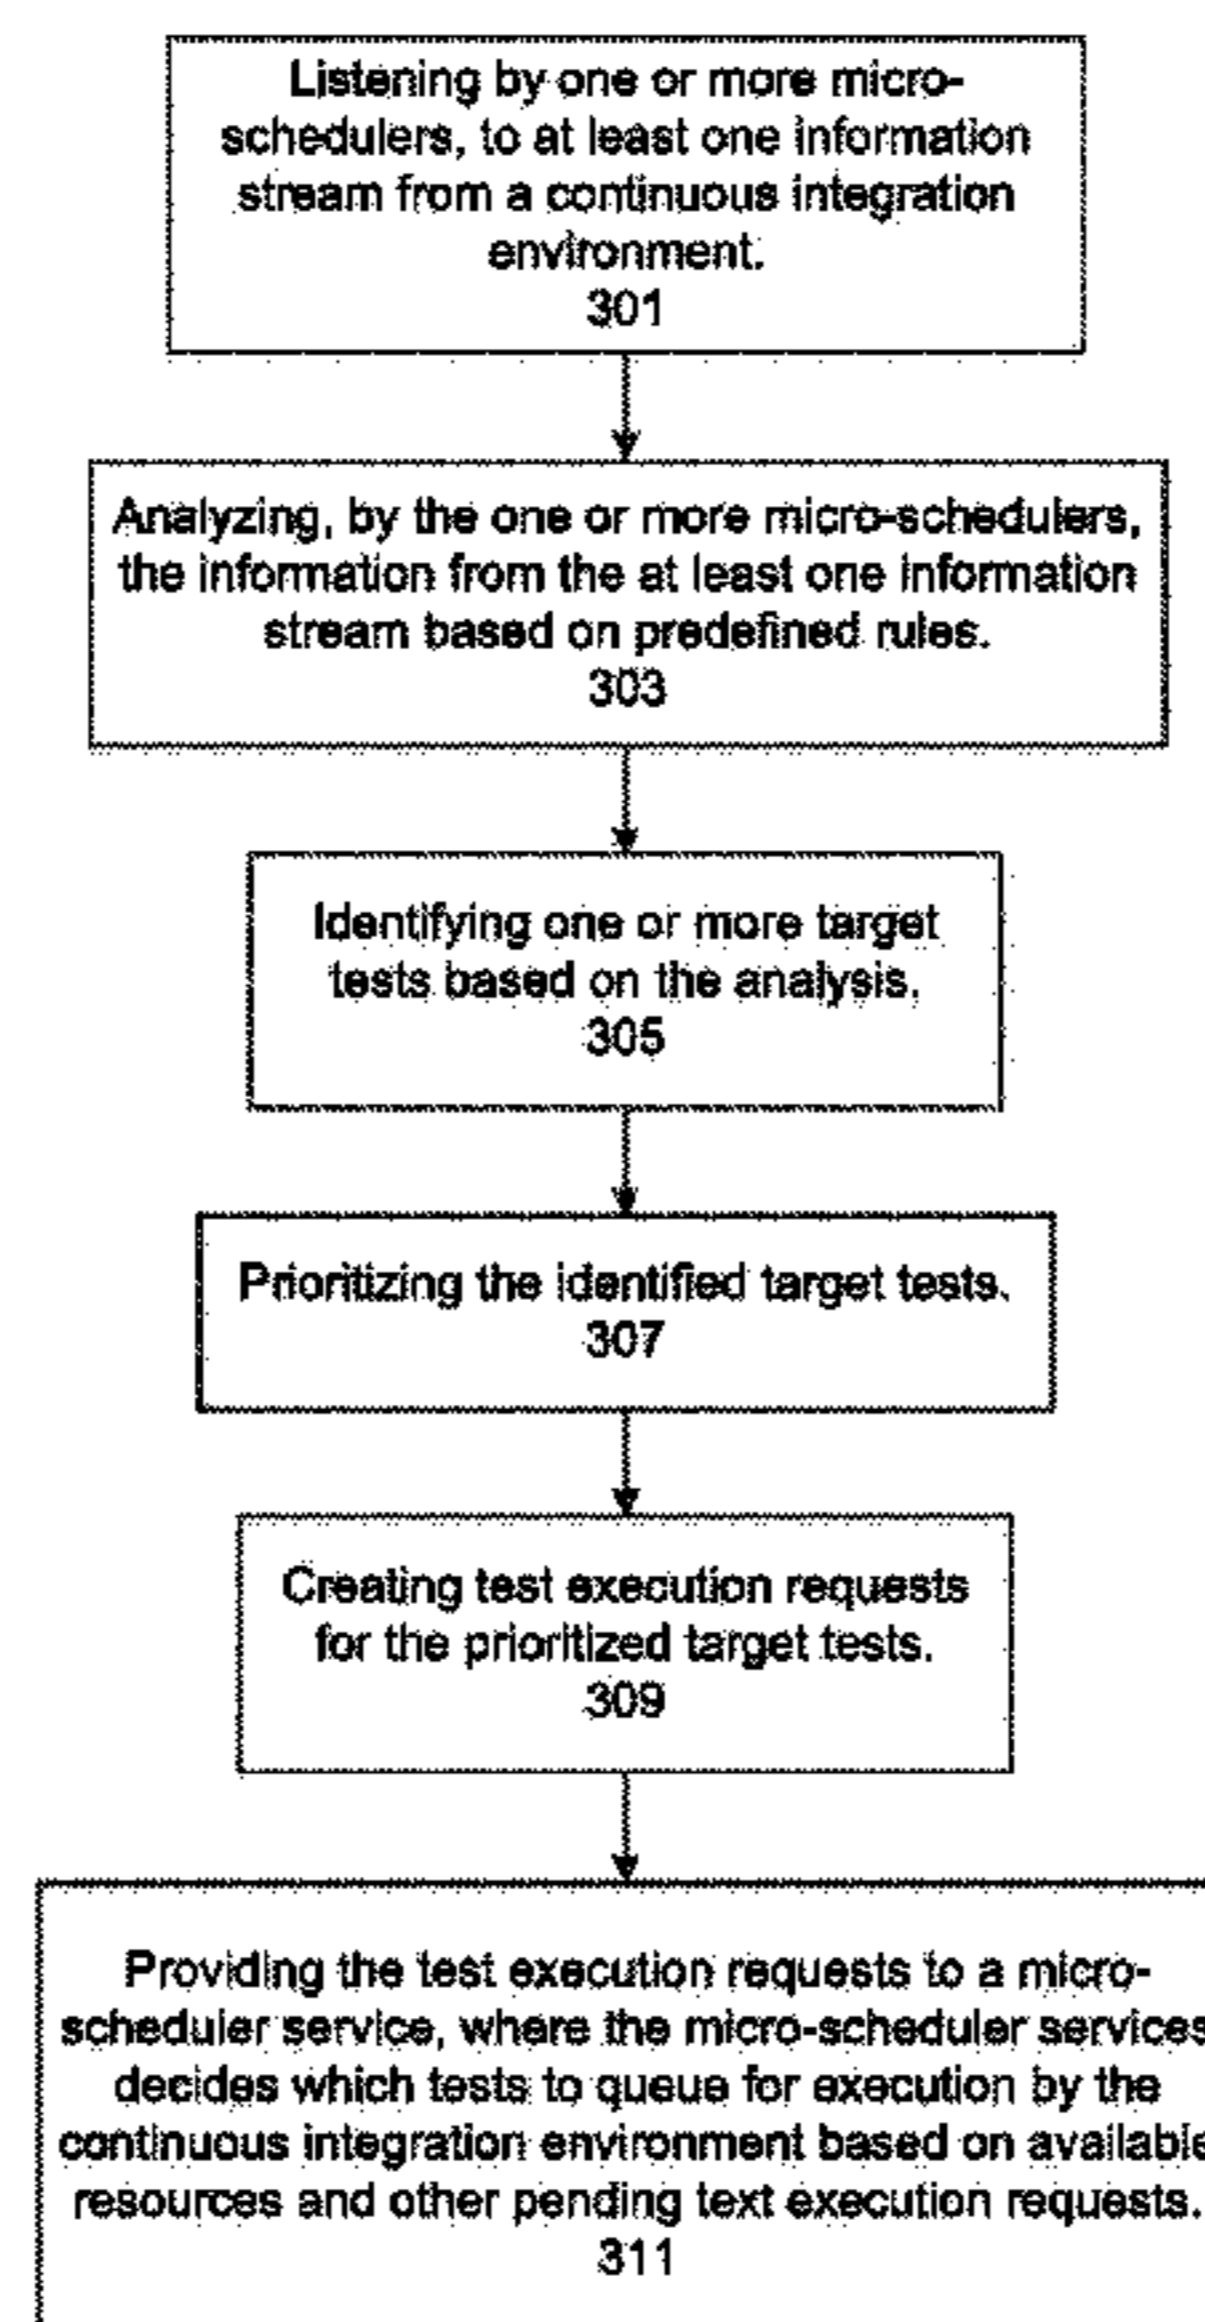 Listening by one or more micro-
schedulers, to at least one information
stream from a continuous integration
environment.
301
Analyzing, by the one or more micro-schedulers,
the information from the at least one information
stream based on predefined rules.
303
Identifying one or more target
tests based on the analysis.
305
Prioritizing the identified target tests.
307
Creating test execution requests
for the prioritized target tests.
309
Providing the test execution requests to a micro-
scheduler service, where the micro-scheduler services
decides which tests to queue for execution by the
continuous integration environment based on available
resources and other pending text execution requests.
311